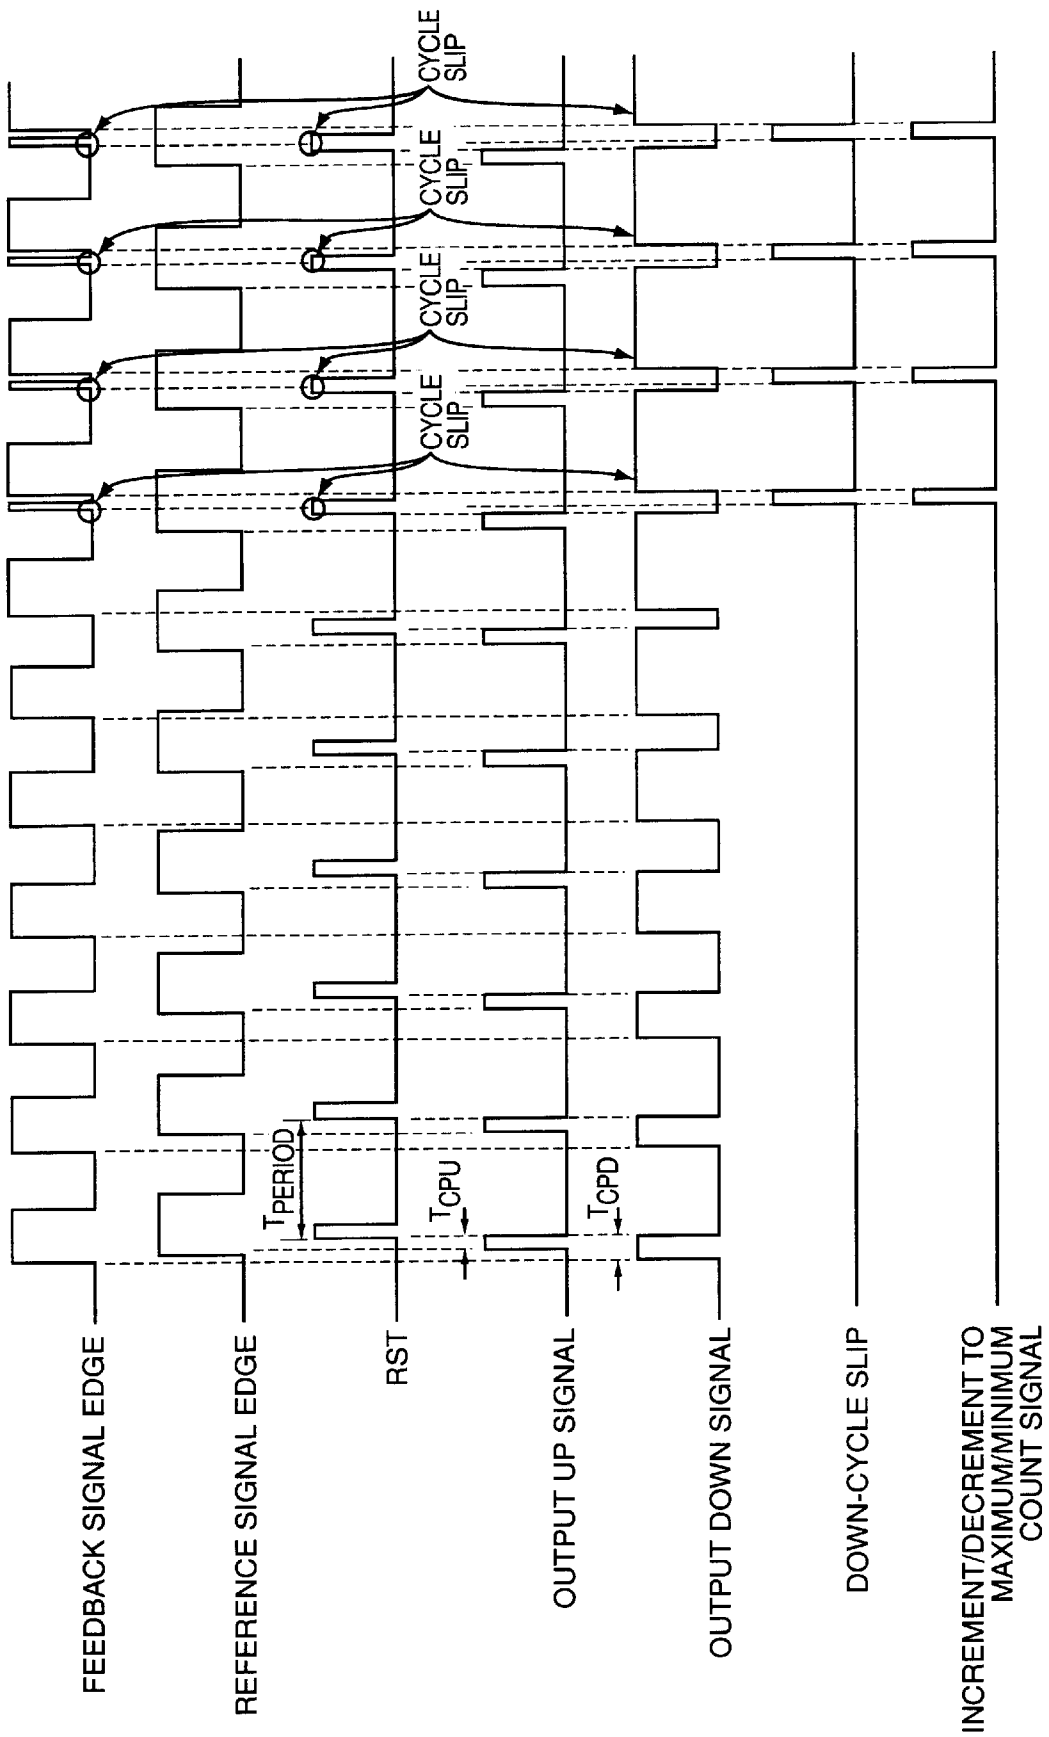 FEEDBACK SIGNAL EDGE
REFERENCE SIGNAL EDGE
TPERIOD
RST
TCPU
OUTPUT UP SIGNAL
TCPD
OUTPUT DOWN SIGNAL
DOWN-CYCLE SLIP
INCREMENT/DECREMENT TO
MAXIMUM/MINIMUM
COUNT SIGNAL
CYCLE
SLIP
CYCLE
SLIP
CYCLE
SLIP
CYCLE
SLIP